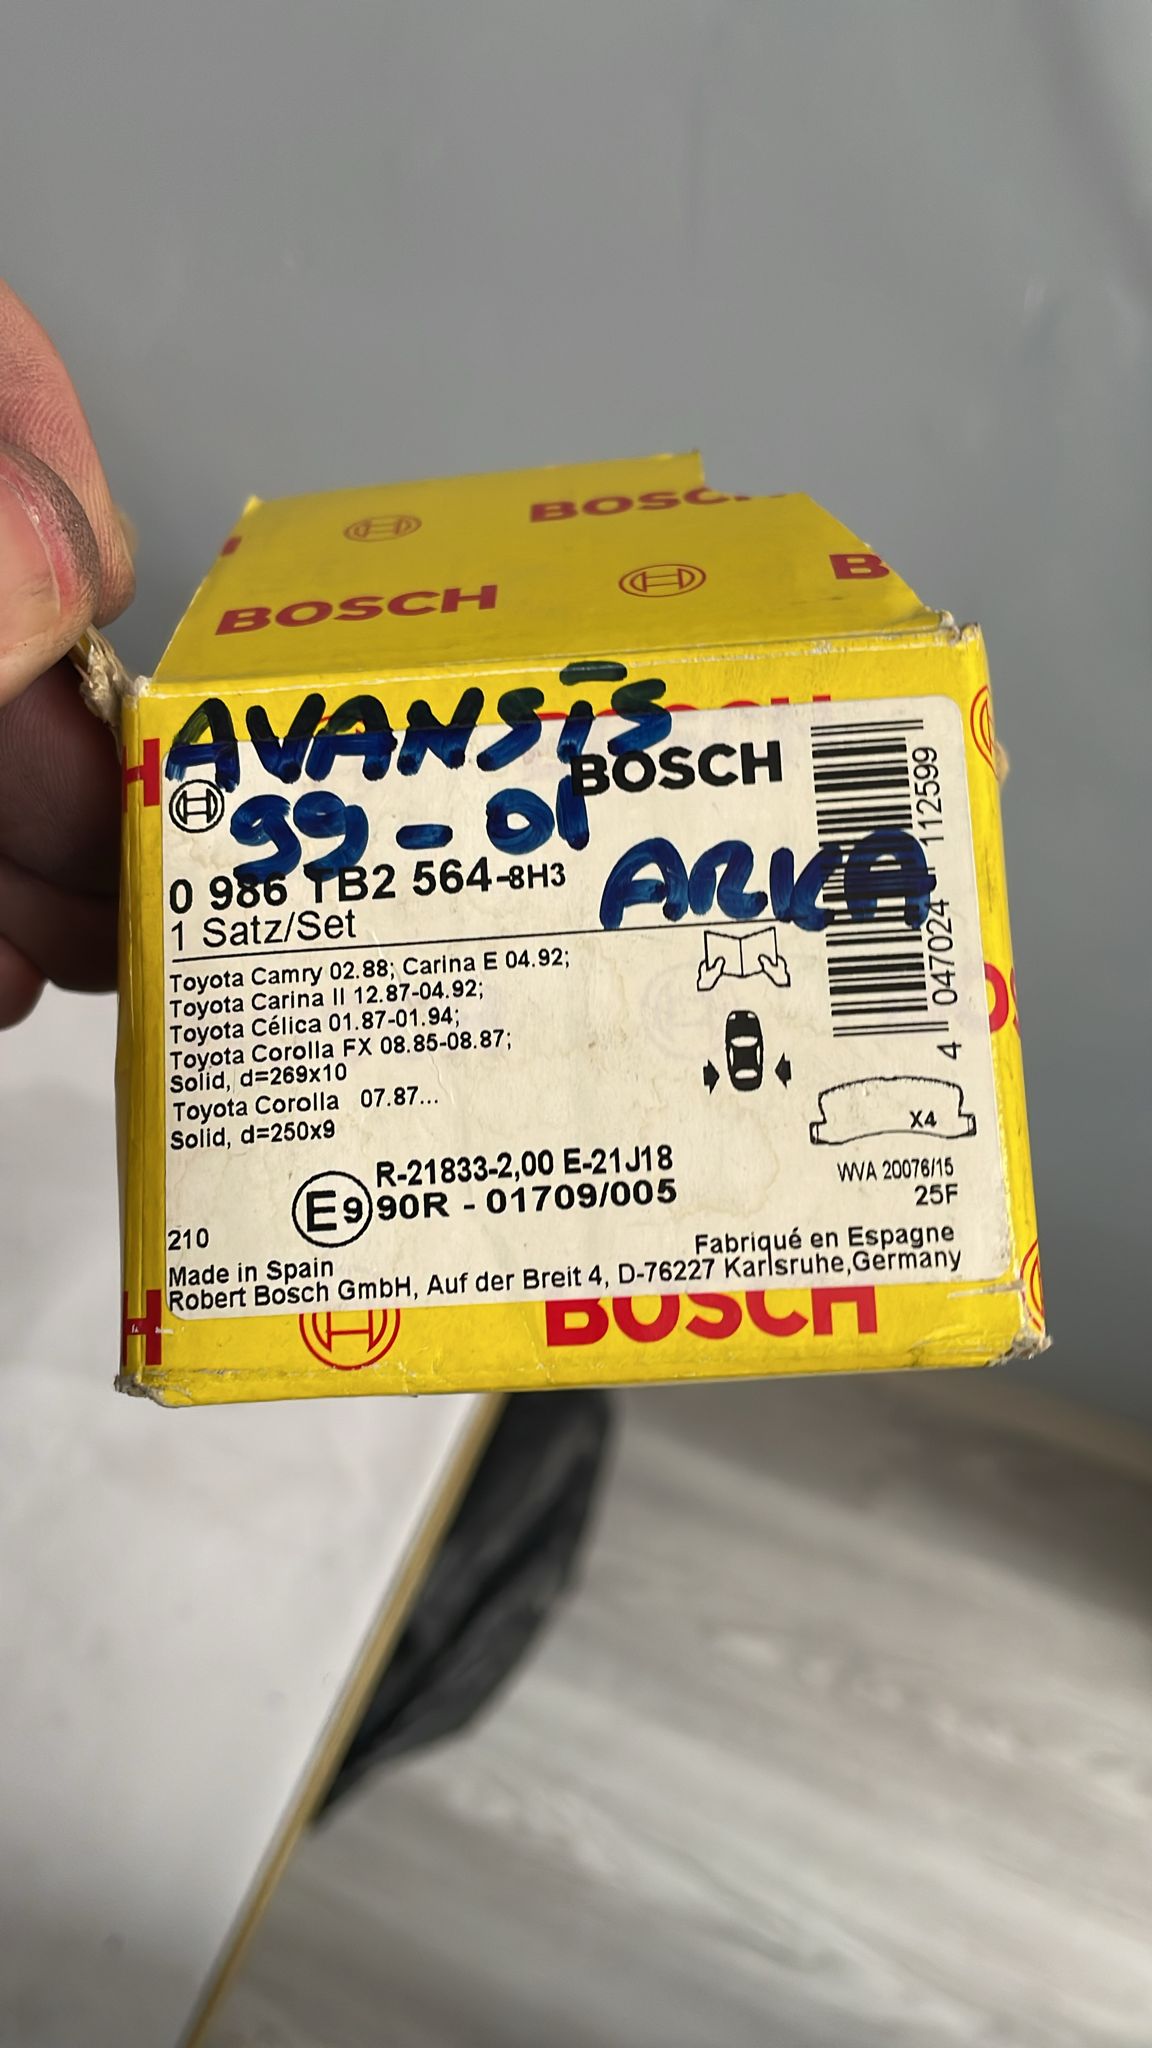 BOSCH
BOSCH
AVANSİS
BOSCH
99-01
ARKA
0 986 TB2 564-8H3
1 Satz/Set
Toyota Camry 02.88; Carina E 04.92;
Toyota Carina II 12.87-04.92;
Toyota Célica 01.87-01.94;
Toyota Corolla FX 08.85-08.87;
Solid, d=269x10
Toyota Corolla 07.87...
Solid, d=250x9
4 047024 112599
X4
R-21833-2,00 E-21J18
E9 90R - 01709/005
WVA 20076/15
25F
210
Fabriqué en Espagne
Made in Spain
Robert Bosch GmbH, Auf der Breit 4, D-76227 Karlsruhe,Germany
BOSCH